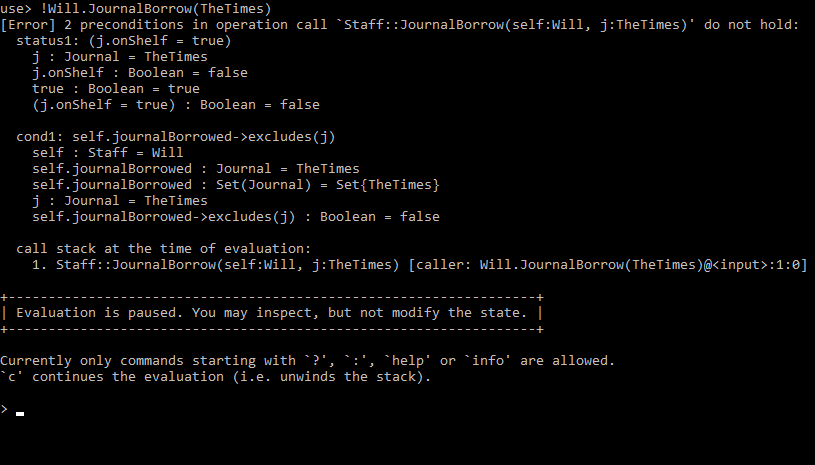 use> !Will.JournalBorrow(TheTimes)
[Error] 2 preconditions in operation call `Staff::JournalBorrow(self:Will, j:TheTimes)' do not hold:
  status1: (j.onShelf = true)
    j : Journal = TheTimes
    j.onShelf : Boolean = false
    true : Boolean = true
    (j.onShelf = true) : Boolean = false

  cond1: self.journalBorrowed->excludes(j)
    self : Staff = Will
    self.journalBorrowed : Journal = TheTimes
    self.journalBorrowed : Set(Journal) = Set{TheTimes}
    j : Journal = TheTimes
    self.journalBorrowed->excludes(j) : Boolean = false

  call stack at the time of evaluation:
    1. Staff::JournalBorrow(self:Will, j:TheTimes) [caller: Will.JournalBorrow(TheTimes)@<input>:1:0]

+------------------------------------------------------------------+
| Evaluation is paused. You may inspect, but not modify the state. |
+------------------------------------------------------------------+

Currently only commands starting with `?', `:', `help' or `info' are allowed.
`c' continues the evaluation (i.e. unwinds the stack).

> _